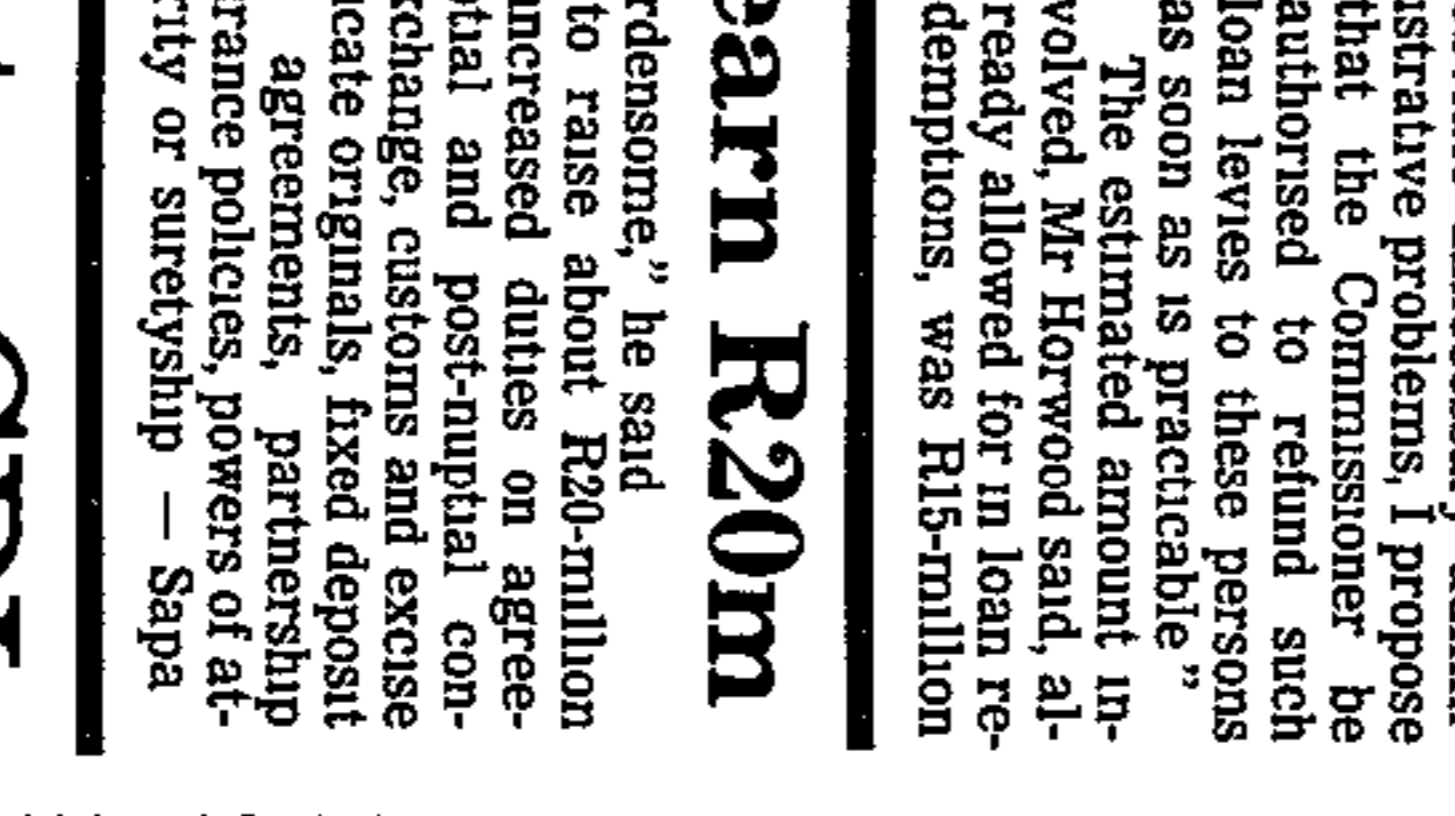 ustrative problems, I propose
that the Commissioner be
authorised to refund such
loan levies to these persons
as soon as is practicable”
The estimated amount in-
volved, Mr Horwood said, al-
ready allowed for in loan re-
demptions, was R15-million
earn R20m
rdensome,” he said
to raise about R20-million
increased duties on agree-
tual and post-nuptial con-
xchange, customs and excise
cate originals, fixed deposit
agreements, partnership
rance policies, powers of at-
rity or suretyship — Sapa